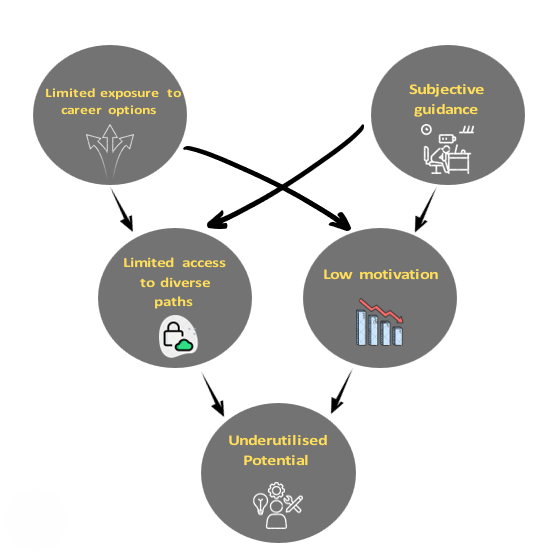 Limited exposure to
career options
Subjective
guidance
Limited access
to diverse
paths
Low motivation
Underutilised
Potential